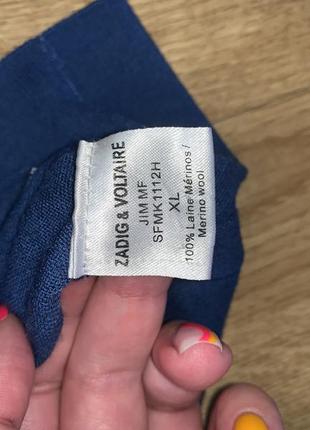 ZADIG & VOLTAIRE
JIM MF
SFMK1112H
XL
100% Laine Mérinos /
Merino wool